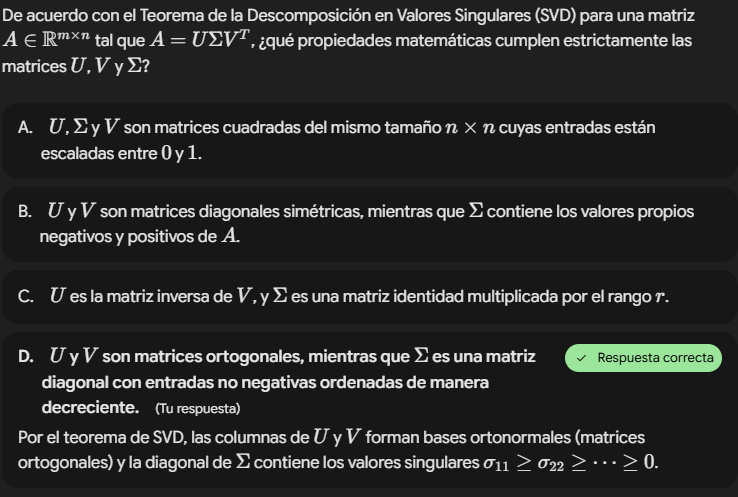 De acuerdo con el Teorema de la Descomposición en Valores Singulares (SVD) para una matriz
A ∈ ℝᵐˣⁿ tal que A = UΣVᵀ, ¿qué propiedades matemáticas cumplen estrictamente las
matrices U, V y Σ?
A. U, Σ y V son matrices cuadradas del mismo tamaño n × n cuyas entradas están
escaladas entre 0 y 1.
B. U y V son matrices diagonales simétricas, mientras que Σ contiene los valores propios
negativos y positivos de A.
C. U es la matriz inversa de V, y Σ es una matriz identidad multiplicada por el rango r.
D. U y V son matrices ortogonales, mientras que Σ es una matriz
✓ Respuesta correcta
diagonal con entradas no negativas ordenadas de manera
decreciente. (Tu respuesta)
Por el teorema de SVD, las columnas de U y V forman bases ortonormales (matrices
ortogonales) y la diagonal de Σ contiene los valores singulares σ₁₁ ≥ σ₂₂ ≥ ⋯ ≥ 0.